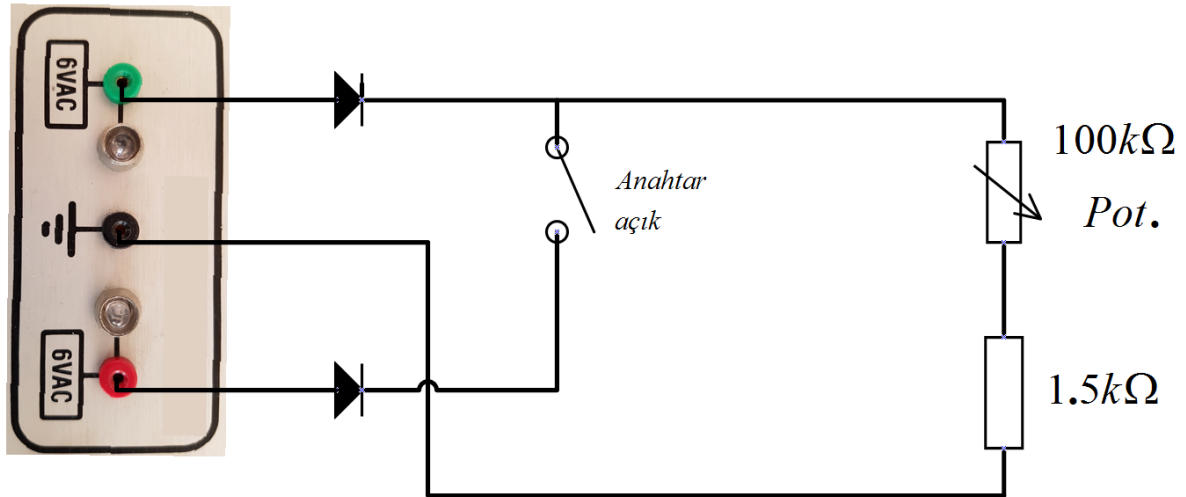 6VAC
6VAC
Anahtar
açık
100kΩ
Pot.
1.5kΩ